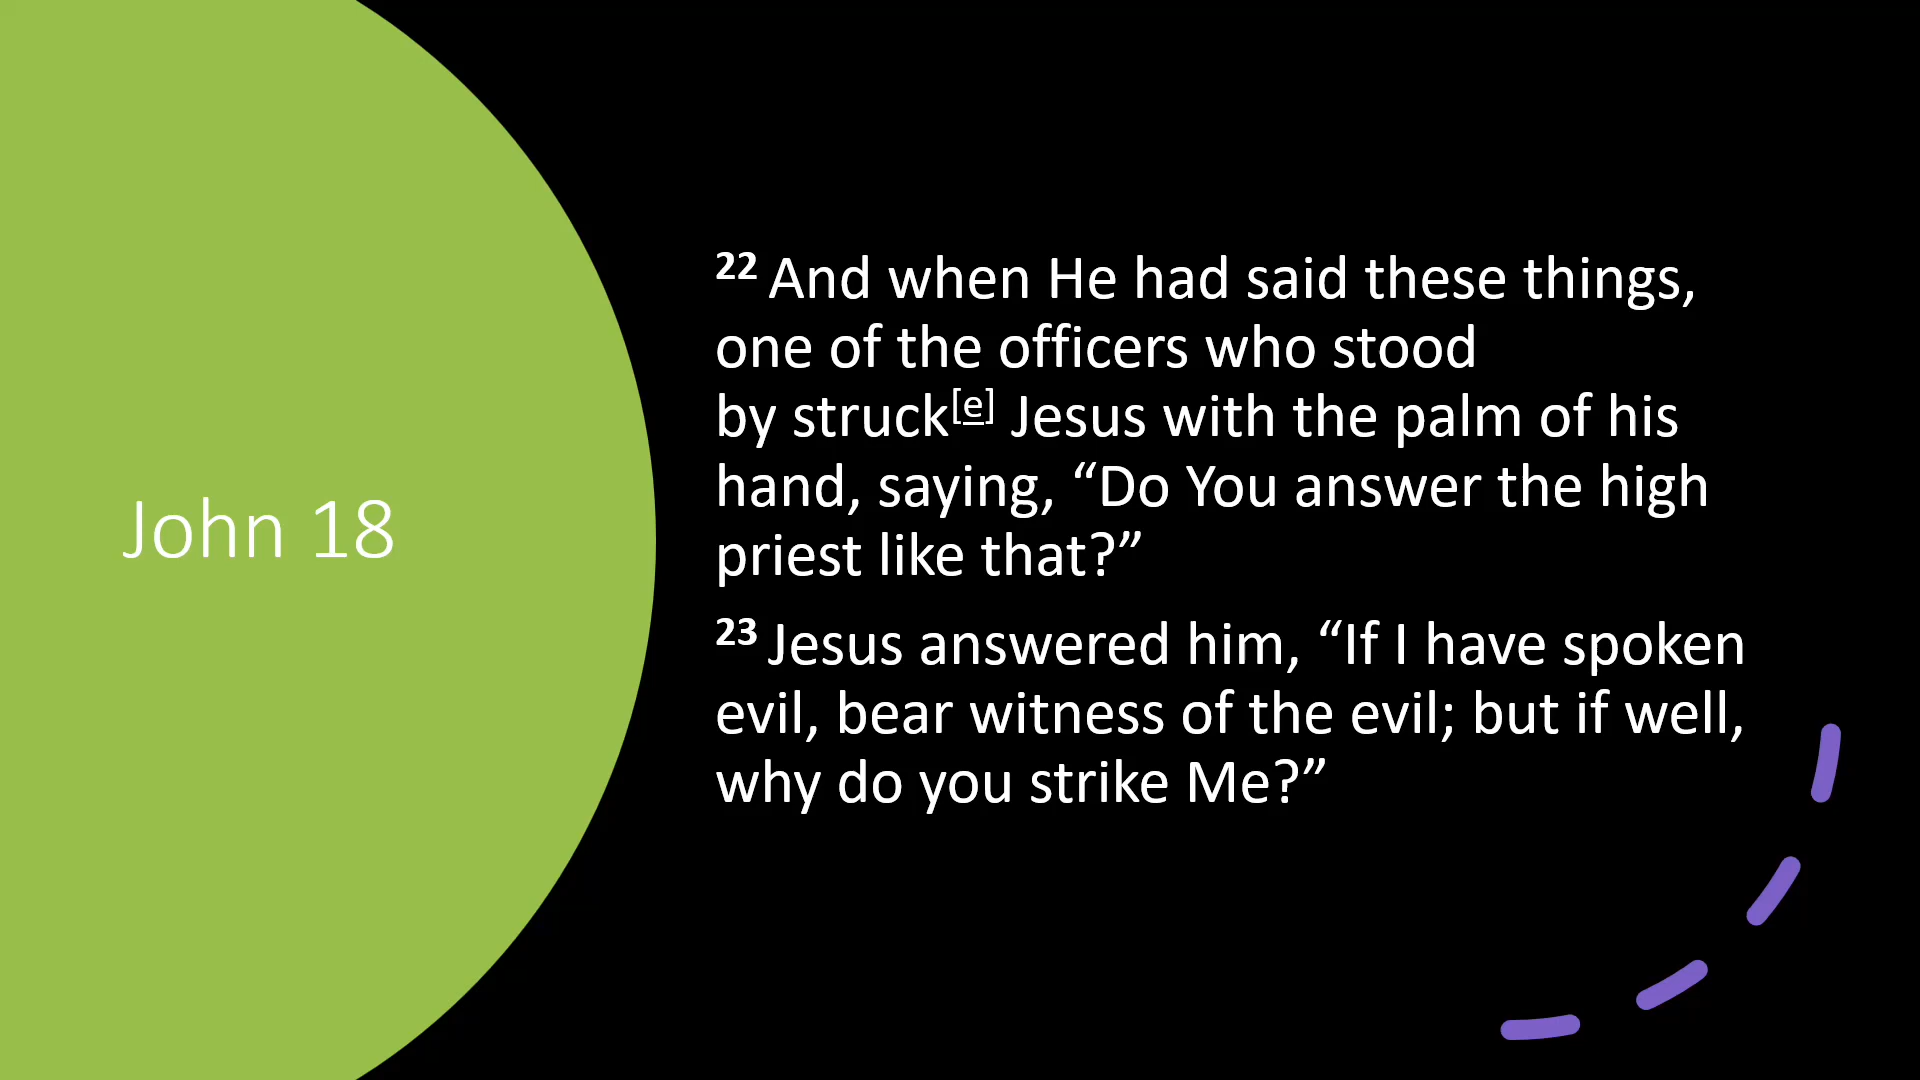 John 18
22 And when He had said these things,
one of the officers who stood
by struck[e] Jesus with the palm of his
hand, saying, “Do You answer the high
priest like that?”
23 Jesus answered him, “If I have spoken
evil, bear witness of the evil; but if well,
why do you strike Me?”